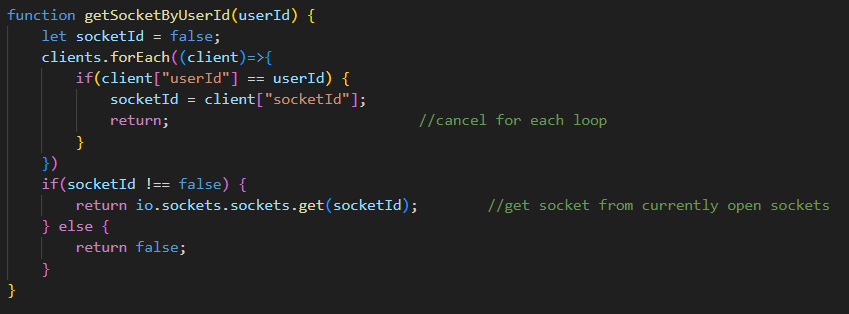 function getSocketByUserId(userId) {
    let socketId = false;
    clients.forEach((client)=>{
        if(client["userId"] == userId) {
            socketId = client["socketId"];
            return;                             //cancel for each loop
        }
    })
    if(socketId !== false) {
        return io.sockets.sockets.get(socketId);        //get socket from currently open sockets
    } else {
        return false;
    }
}